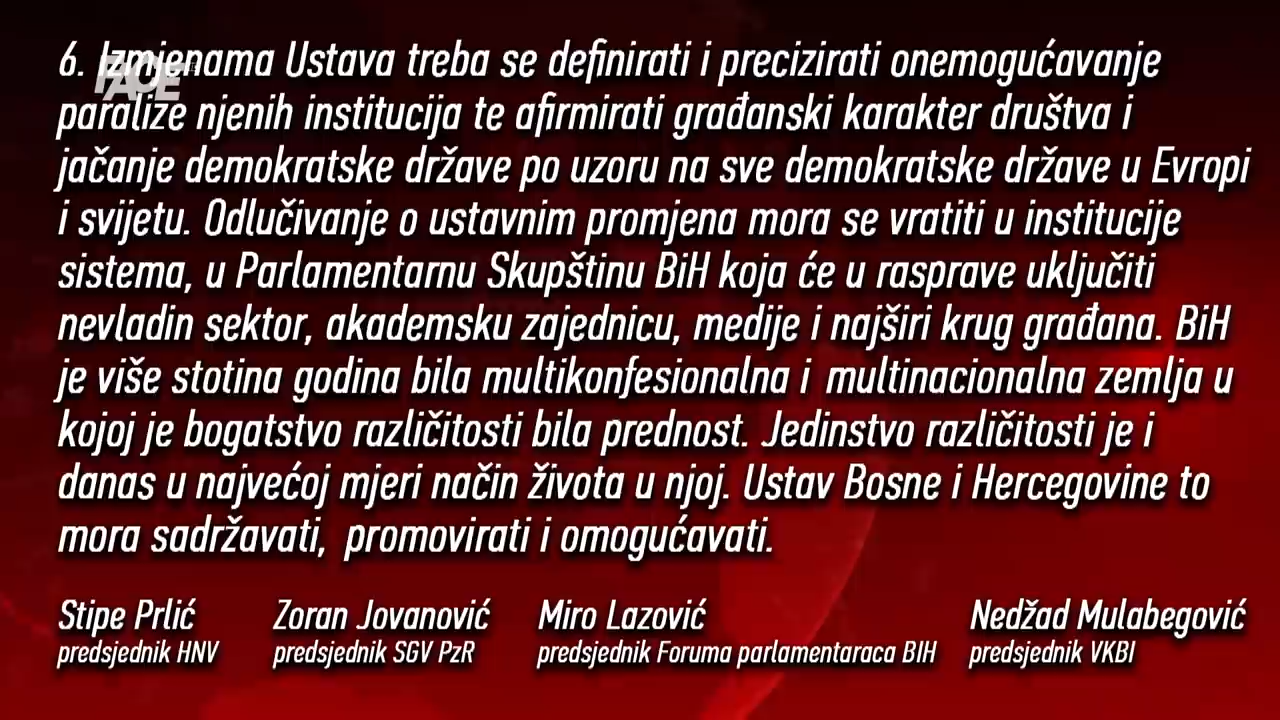 6. Izmjenama Ustava treba se definirati i precizirati onemogućavanje
paralize njenih institucija te afirmirati građanski karakter društva i
jačanje demokratske države po uzoru na sve demokratske države u Evropi
i svijetu. Odlučivanje o ustavnim promjena mora se vratiti u institucije
sistema, u Parlamentarnu Skupštinu BiH koja će u rasprave uključiti
nevladin sektor, akademsku zajednicu, medije i najširi krug građana. BiH
je više stotina godina bila multikonfesionalna i multinacionalna zemlja u
kojoj je bogatstvo različitosti bila prednost. Jedinstvo različitosti je i
danas u najvećoj mjeri način života u njoj. Ustav Bosne i Hercegovine to
mora sadržavati, promovirati i omogućavati.
Stipe Prlić Zoran Jovanović Miro Lazović Nedžad Mulabegović
predsjednik HNV predsjednik SGV PzR predsjednik Foruma parlamentaraca BIH predsjednik VKBI
FACE